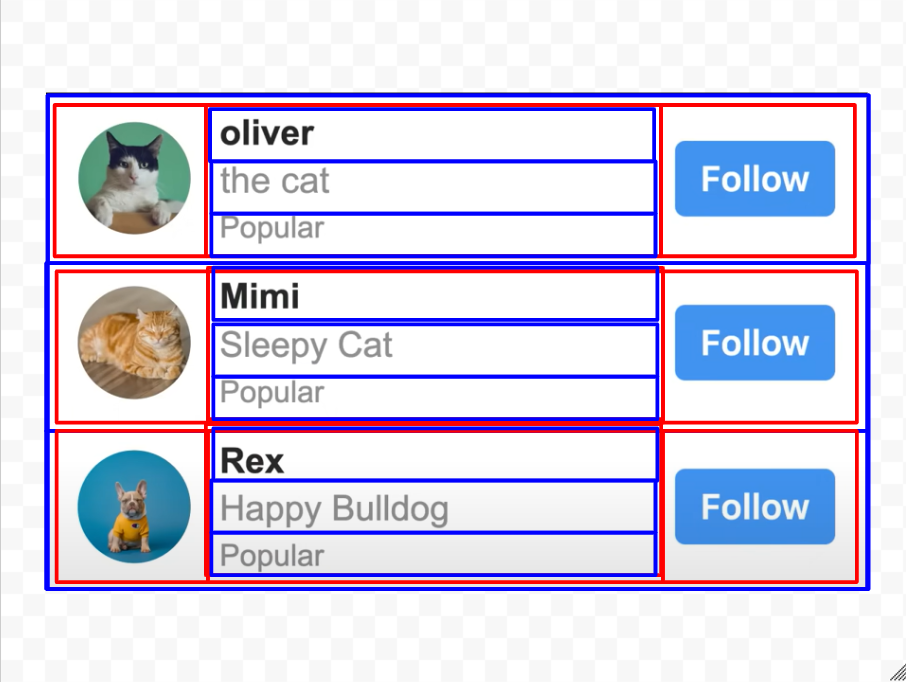 oliver
the cat
Popular
Follow
Mimi
Sleepy Cat
Popular
Follow
Rex
Happy Bulldog
Popular
Follow